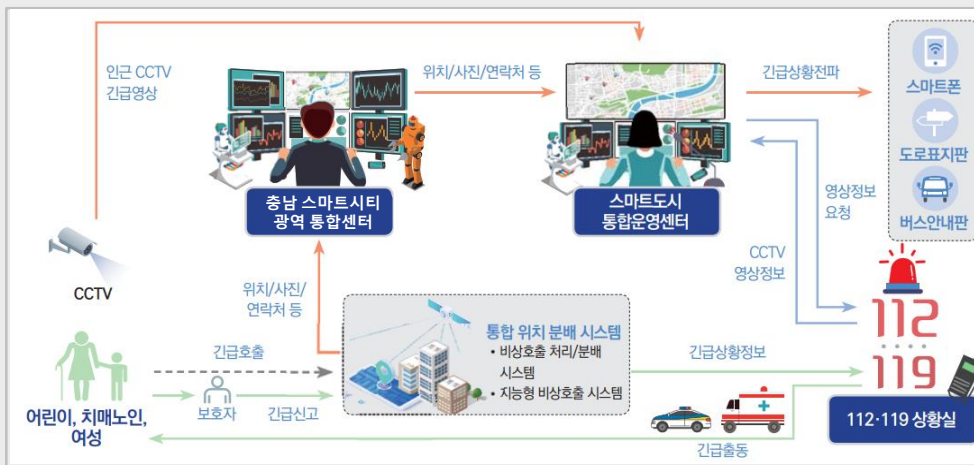 인근 CCTV
긴급영상
위치/사진/연락처 등
긴급상황전파
스마트폰
도로표지판
버스안내판
충남 스마트시티
광역 통합센터
스마트도시
통합운영센터
영상정보
요청
CCTV
영상정보
CCTV
위치/사진/
연락처 등
통합 위치 분배 시스템
• 비상호출 처리/분배
시스템
• 지능형 비상호출 시스템
112
119
긴급호출
긴급상황정보
어린이, 치매노인,
여성
보호자
긴급신고
112·119 상황실
긴급출동